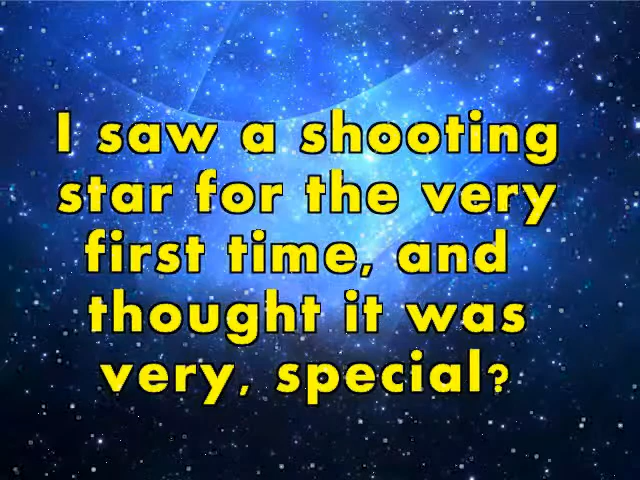 I saw a shooting
star for the very
first time, and
thought it was
very, special?